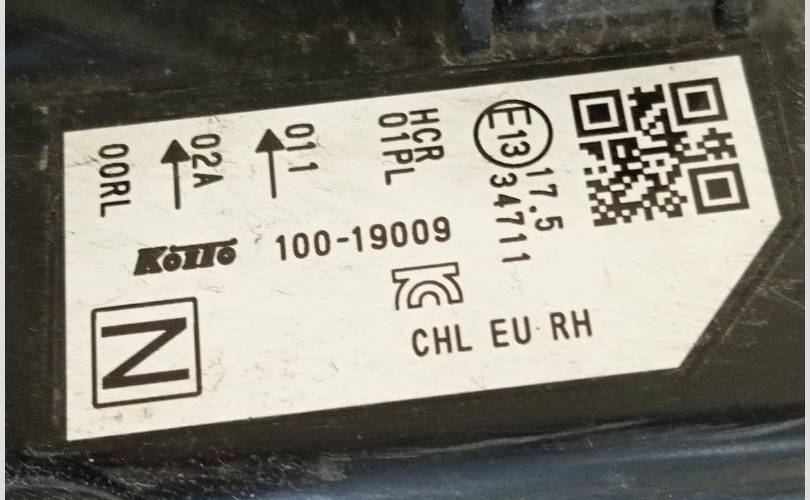 E13
17.5
34711
HCR
01PL
011
02A
00RL
KOITO 100-19009
CHL EU RH
N